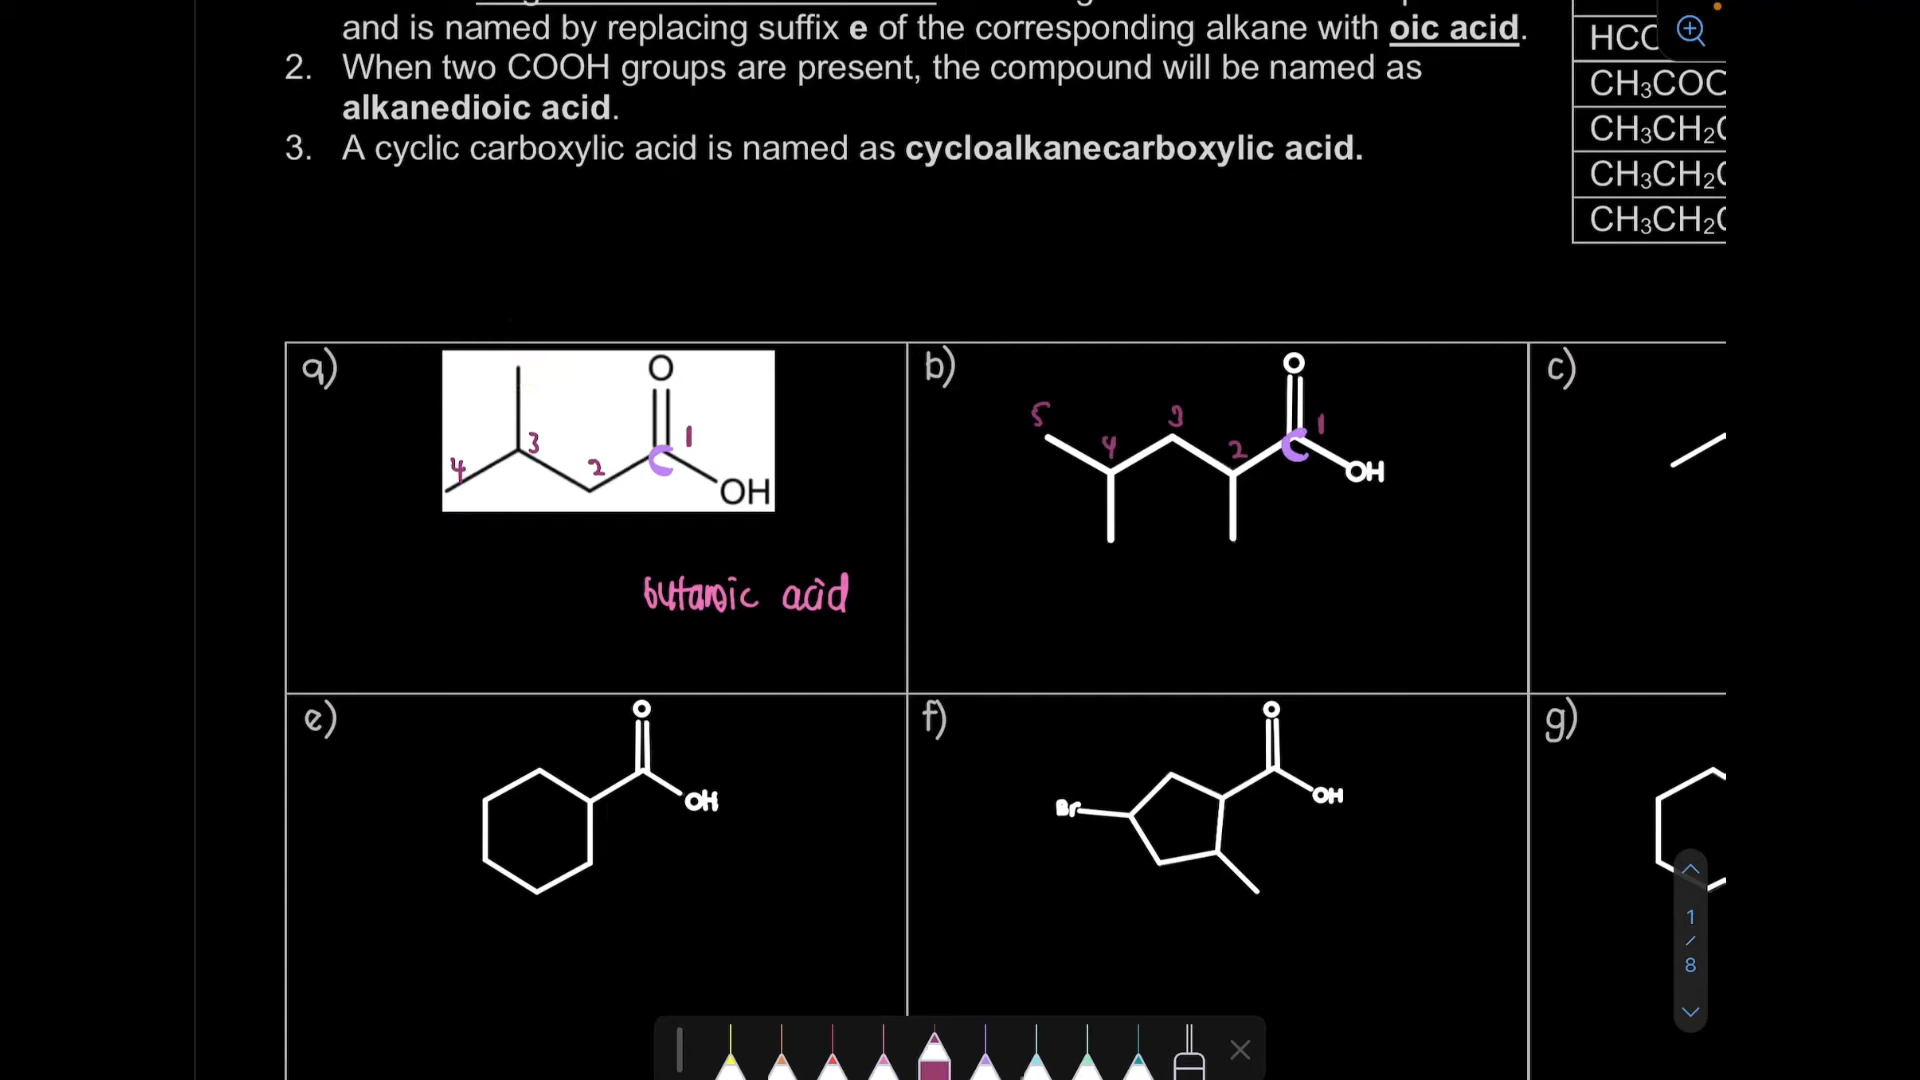 and is named by replacing suffix e of the corresponding alkane with oic acid.
2. When two COOH groups are present, the compound will be named as
alkanedioic acid.
3. A cyclic carboxylic acid is named as cycloalkanecarboxylic acid.
HCC
CH₃COC
CH₃CH₂C
CH₃CH₂C
CH₃CH₂C
a)
O
3
1
4
2
C
OH
butanoic acid
b)
O
5
3
1
4
2
C
OH
c)
e)
O
OH
f)
O
Br
OH
g)
1
/
8